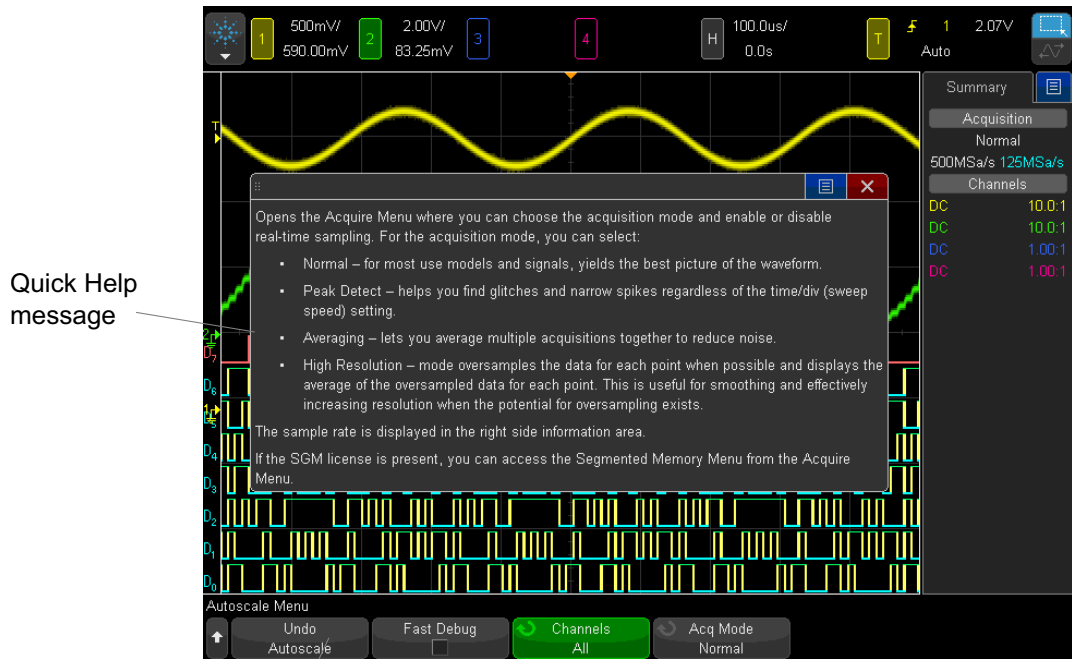 500mV/
590.00mV
1
2.00V/
83.25mV
2
3
4
H
100.0us/
0.0s
T
1
2.07V
Auto
Summary
Acquisition
Normal
500MSa/s 125MSa/s
Channels
DC 10.0:1
DC 10.0:1
DC 1.00:1
DC 1.00:1
T
Opens the Acquire Menu where you can choose the acquisition mode and enable or disable
real-time sampling. For the acquisition mode, you can select:
▪ Normal – for most use models and signals, yields the best picture of the waveform.
▪ Peak Detect – helps you find glitches and narrow spikes regardless of the time/div (sweep
speed) setting.
▪ Averaging – lets you average multiple acquisitions together to reduce noise.
▪ High Resolution – mode oversamples the data for each point when possible and displays the
average of the oversampled data for each point. This is useful for smoothing and effectively
increasing resolution when the potential for oversampling exists.
The sample rate is displayed in the right side information area.
If the SGM license is present, you can access the Segmented Memory Menu from the Acquire
Menu.
Quick Help
message
2
D7
D6
1
D5
D4
D3
D2
D1
D0
Autoscale Menu
Undo
Autoscale
Fast Debug
Channels
All
Acq Mode
Normal